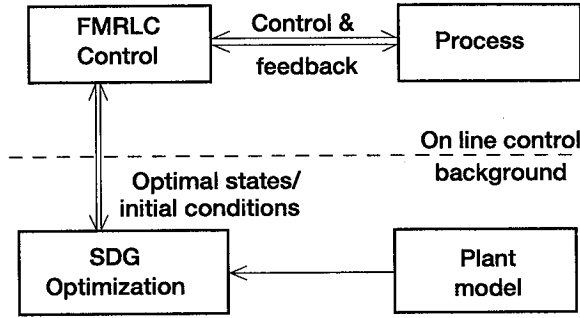 FMRLC
Control
Control &
feedback
Process
On line control
background
Optimal states/
initial conditions
SDG
Optimization
Plant
model